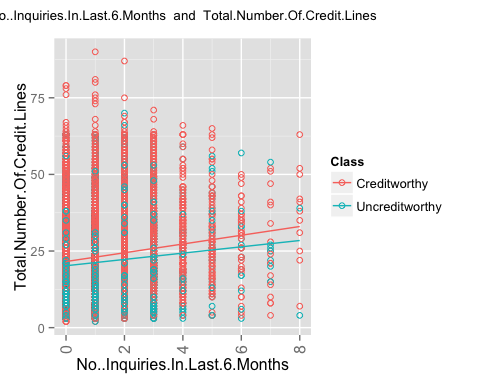 o..Inquiries.In.Last.6.Months and Total.Number.Of.Credit.Lines
Total.Number.Of.Credit.Lines
75
50
25
0
0 2 4 6 8
No..Inquiries.In.Last.6.Months
Class
Creditworthy
Uncreditworthy